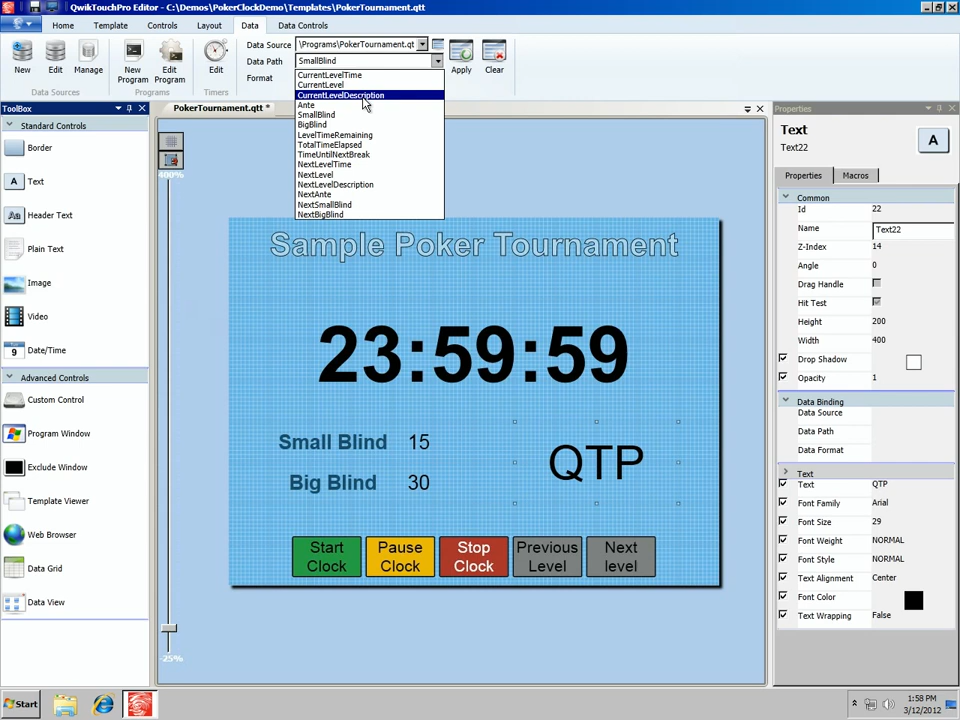 QwikTouchPro Editor - C:\Demos\PokerClockDemo\Templates\PokerTournament.qtt
Home Template Controls Layout Data Data Controls
New Edit Manage
Data Sources
New Program
Edit Program
Programs
Edit
Timers
Data Source \Programs\PokerTournament.qt
Data Path SmallBlind
Format
Apply Clear
CurrentLevelTime
CurrentLevel
CurrentLevelDescription
Ante
SmallBlind
BigBlind
LevelTimeRemaining
TotalTimeElapsed
TimeUntilNextBreak
NextLevelTime
NextLevel
NextLevelDescription
NextAnte
NextSmallBlind
NextBigBlind
ToolBox
Standard Controls
Border
A Text
Aa Header Text
Plain Text
Image
Video
9 Date/Time
Advanced Controls
Custom Control
Program Window
Exclude Window
Template Viewer
Web Browser
Data Grid
Data View
PokerTournament.qtt *
400%
-25%
Sample Poker Tournament
23:59:59
Small Blind 15
Big Blind 30
QTP
Start Clock
Pause Clock
Stop Clock
Previous Level
Next level
Properties
Text
Text22
A
Properties Macros
Common
Id 22
Name Text22
Z-Index 14
Angle 0
Drag Handle
Hit Test
Height 200
Width 400
Drop Shadow
Opacity 1
Data Binding
Data Source
Data Path
Data Format
Text
Text QTP
Font Family Arial
Font Size 29
Font Weight NORMAL
Font Style NORMAL
Text Alignment Center
Font Color
Text Wrapping False
Start
1:58 PM
3/12/2012